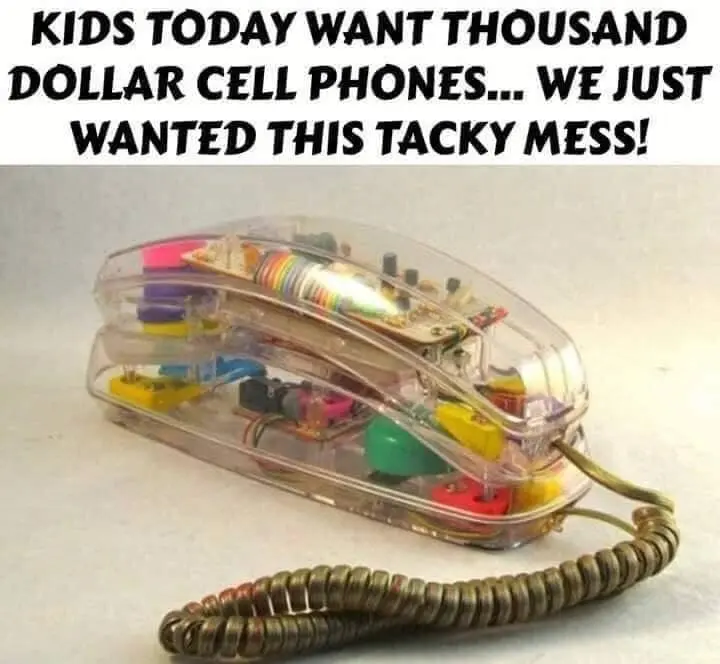 KIDS TODAY WANT THOUSAND
DOLLAR CELL PHONES... WE JUST
WANTED THIS TACKY MESS!